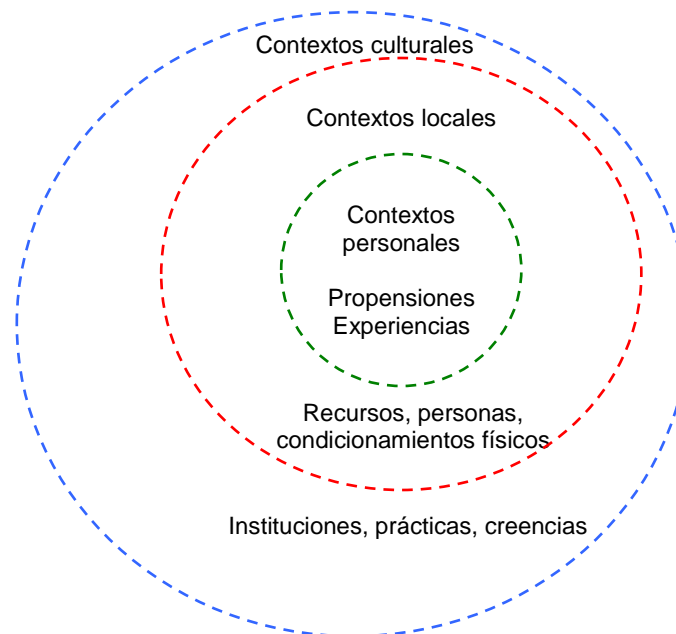 Contextos culturales
Contextos locales
Contextos
personales
Propensiones
Experiencias
Recursos, personas,
condicionamientos físicos
Instituciones, prácticas, creencias